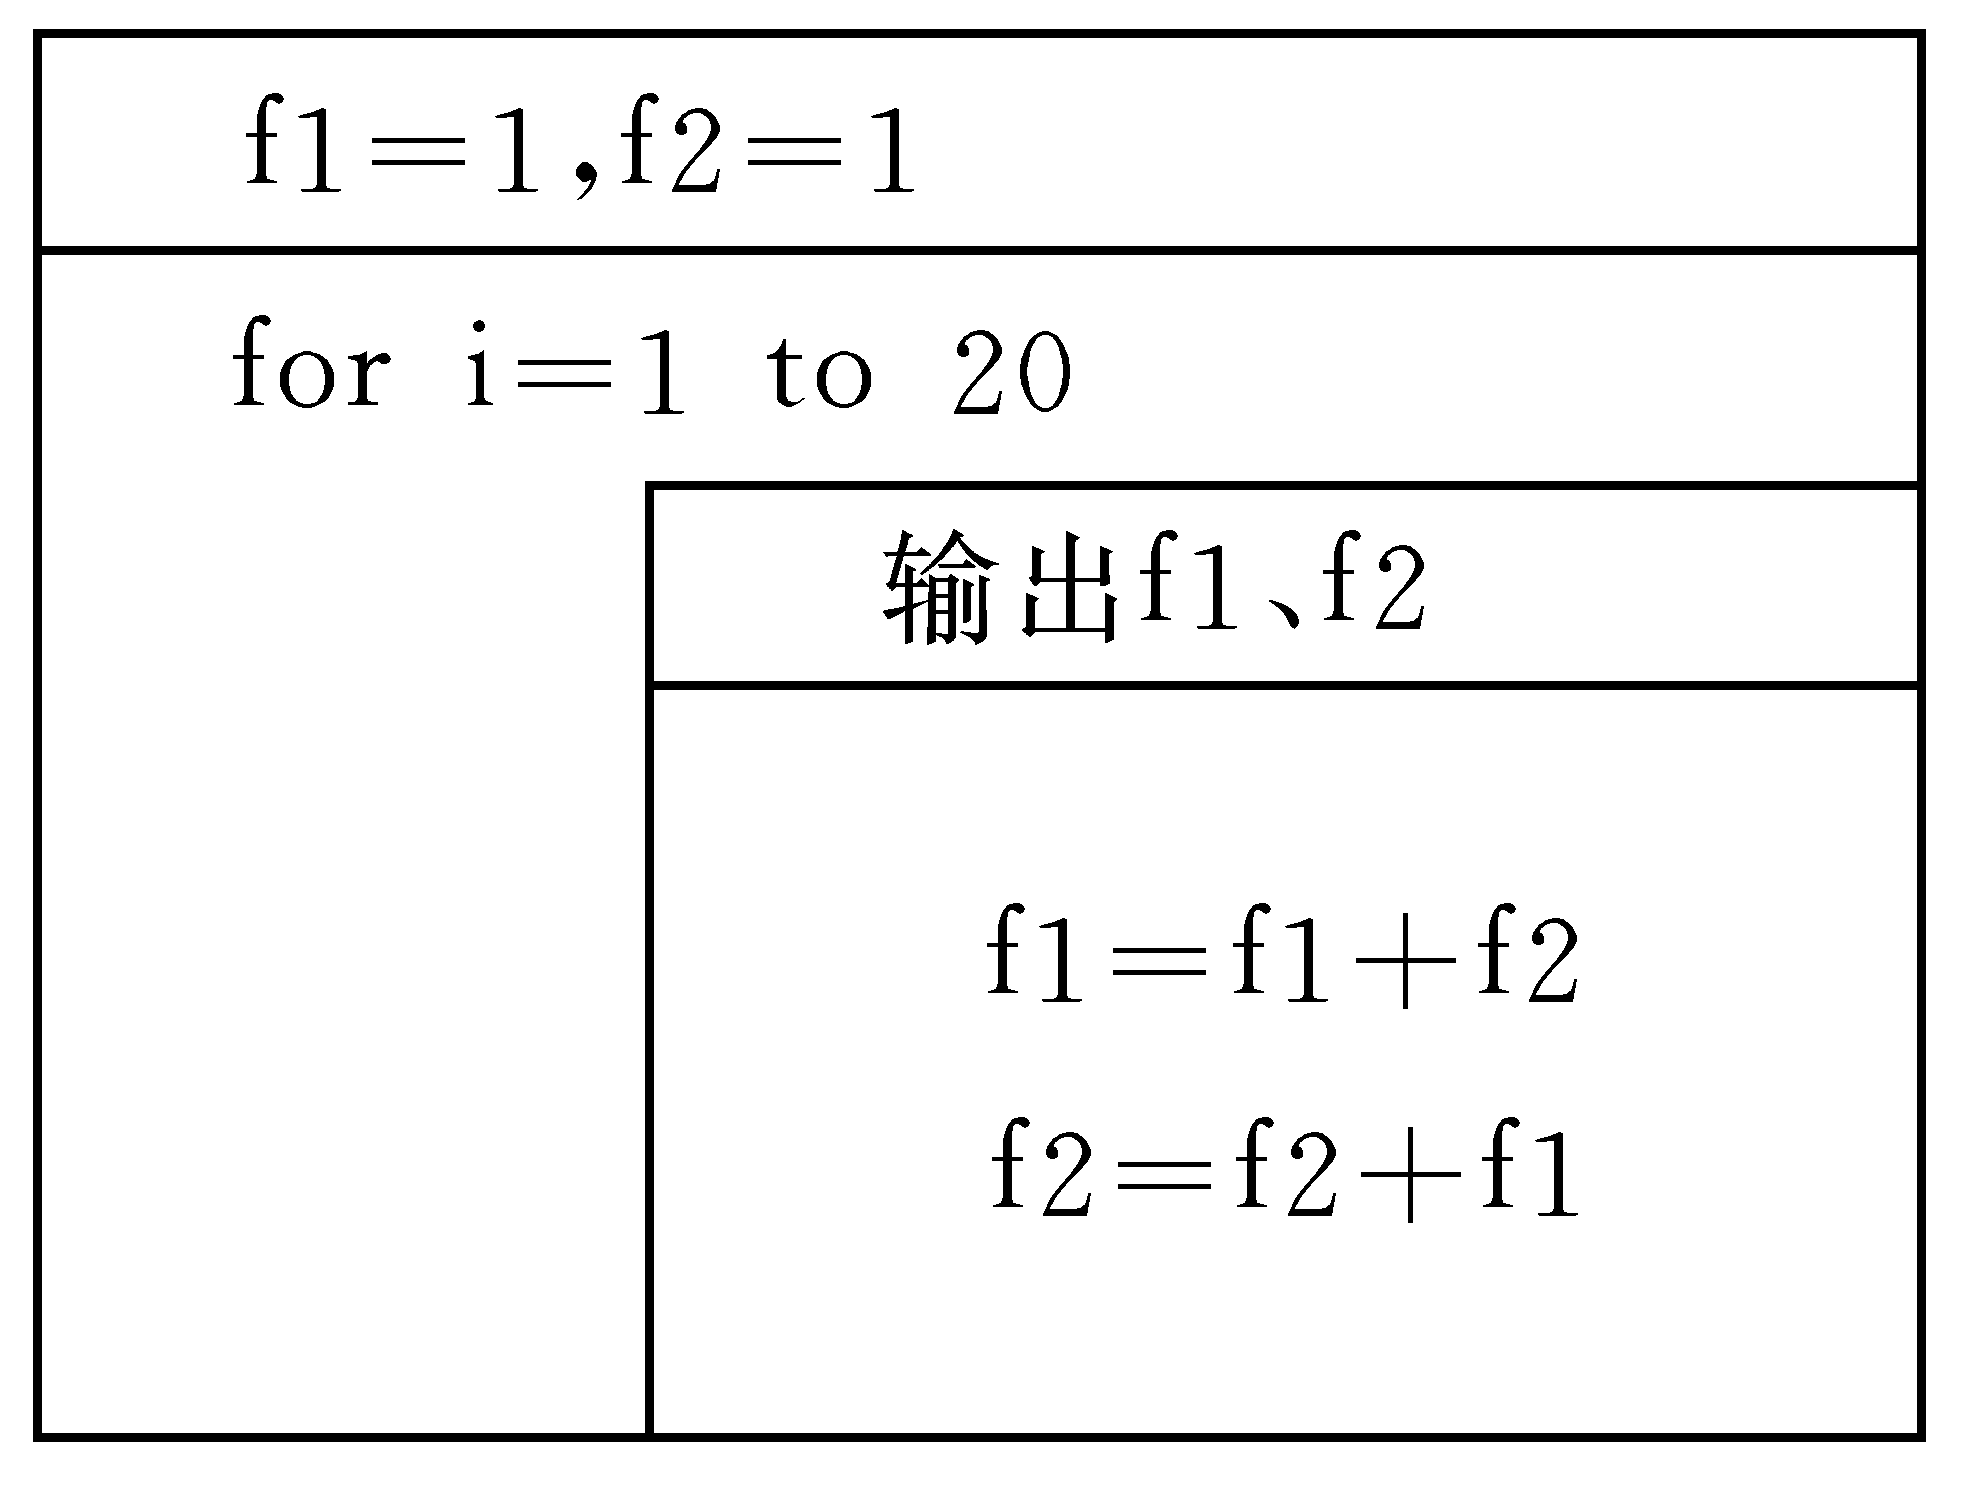 f1=1,f2=1
for i=1 to 20
输出f1、f2
f1=f1+f2
f2=f2+f1